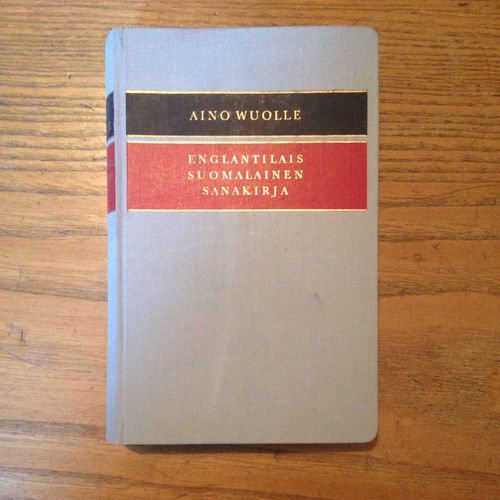 AINO WUOLLE
ENGLANTILAIS
SUOMALAINEN
SANAKIRJA